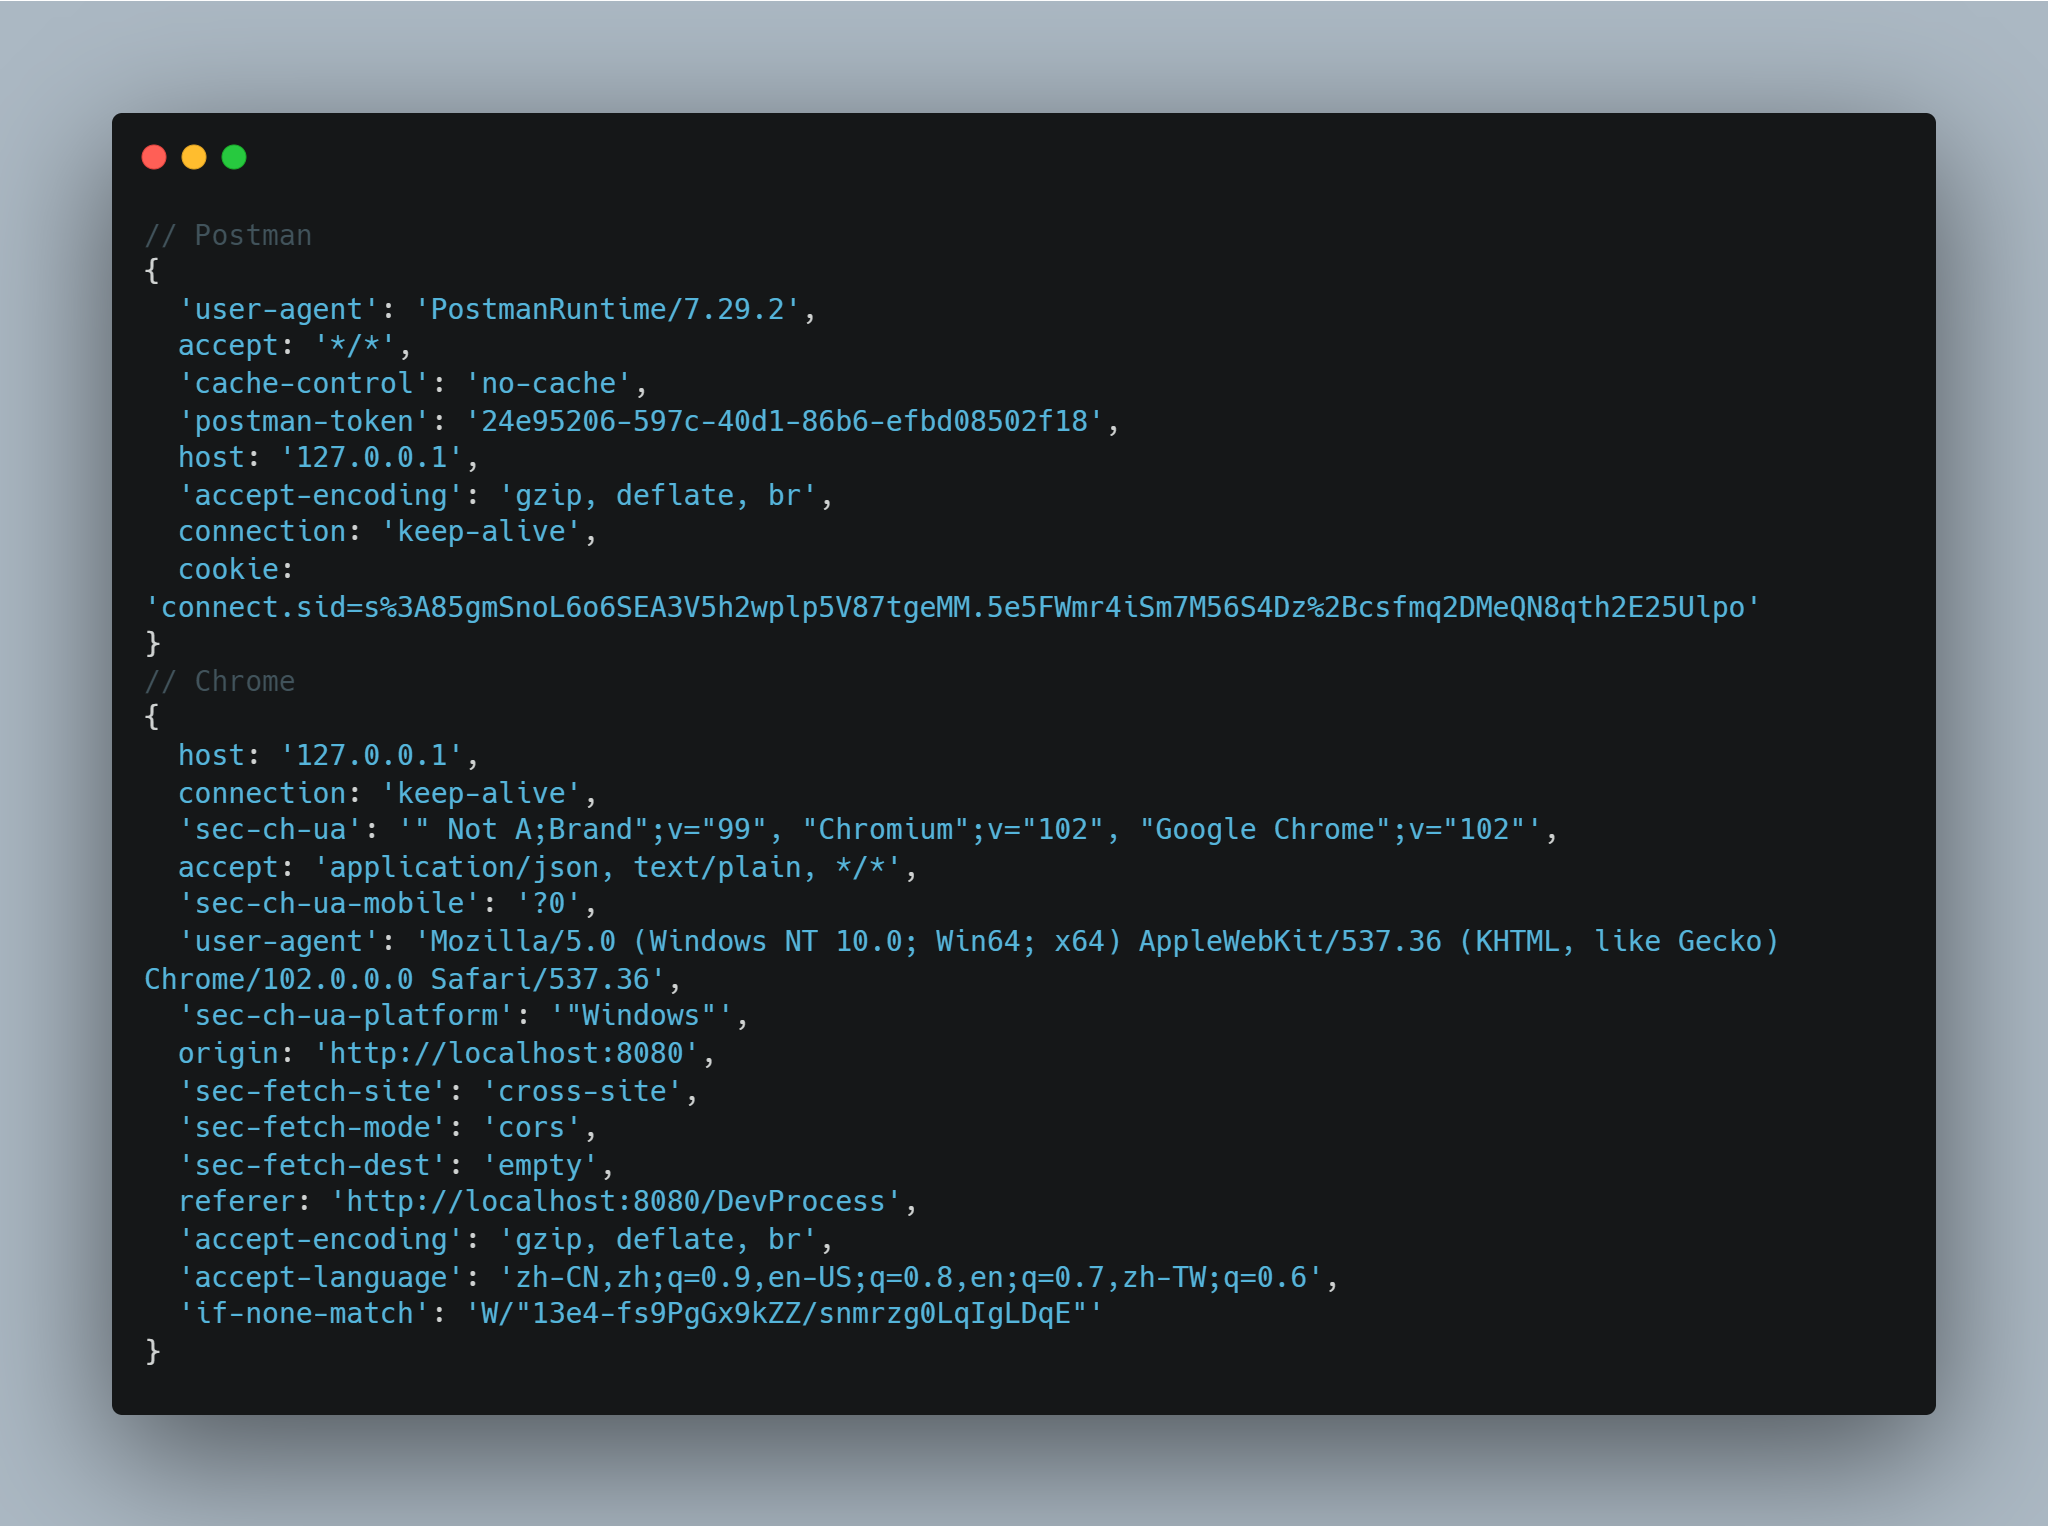 // Postman
{
  'user-agent': 'PostmanRuntime/7.29.2',
  accept: '*/*',
  'cache-control': 'no-cache',
  'postman-token': '24e95206-597c-40d1-86b6-efbd08502f18',
  host: '127.0.0.1',
  'accept-encoding': 'gzip, deflate, br',
  connection: 'keep-alive',
  cookie:
'connect.sid=s%3A85gmSnoL6o6SEA3V5h2wplp5V87tgeMM.5e5FWmr4iSm7M56S4Dz%2Bcsfmq2DMeQN8qth2E25Ulpo'
}
// Chrome
{
  host: '127.0.0.1',
  connection: 'keep-alive',
  'sec-ch-ua': '" Not A;Brand";v="99", "Chromium";v="102", "Google Chrome";v="102"',
  accept: 'application/json, text/plain, */*',
  'sec-ch-ua-mobile': '?0',
  'user-agent': 'Mozilla/5.0 (Windows NT 10.0; Win64; x64) AppleWebKit/537.36 (KHTML, like Gecko)
Chrome/102.0.0.0 Safari/537.36',
  'sec-ch-ua-platform': '"Windows"',
  origin: 'http://localhost:8080',
  'sec-fetch-site': 'cross-site',
  'sec-fetch-mode': 'cors',
  'sec-fetch-dest': 'empty',
  referer: 'http://localhost:8080/DevProcess',
  'accept-encoding': 'gzip, deflate, br',
  'accept-language': 'zh-CN,zh;q=0.9,en-US;q=0.8,en;q=0.7,zh-TW;q=0.6',
  'if-none-match': 'W/"13e4-fs9PgGx9kZZ/snmrzg0LqIgLDqE"'
}